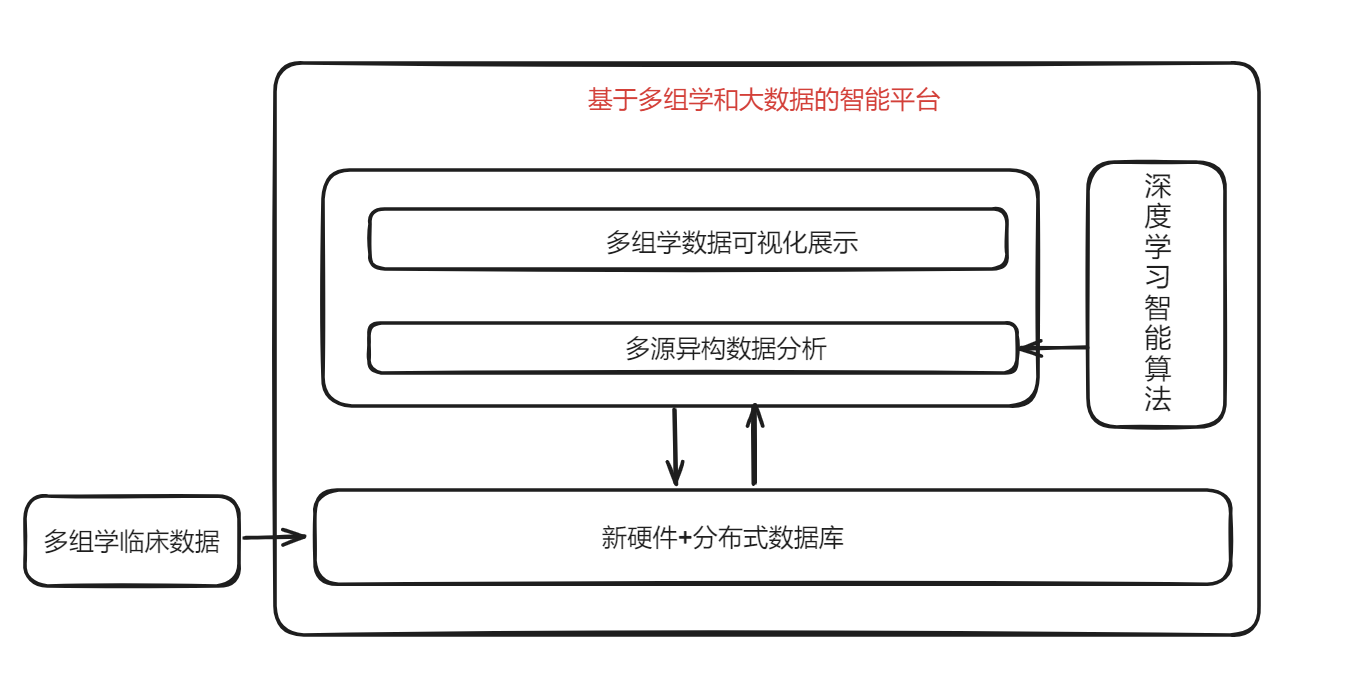 基于多组学和大数据的智能平台
多组学数据可视化展示
多源异构数据分析
深度学习智能算法
多组学临床数据
新硬件+分布式数据库